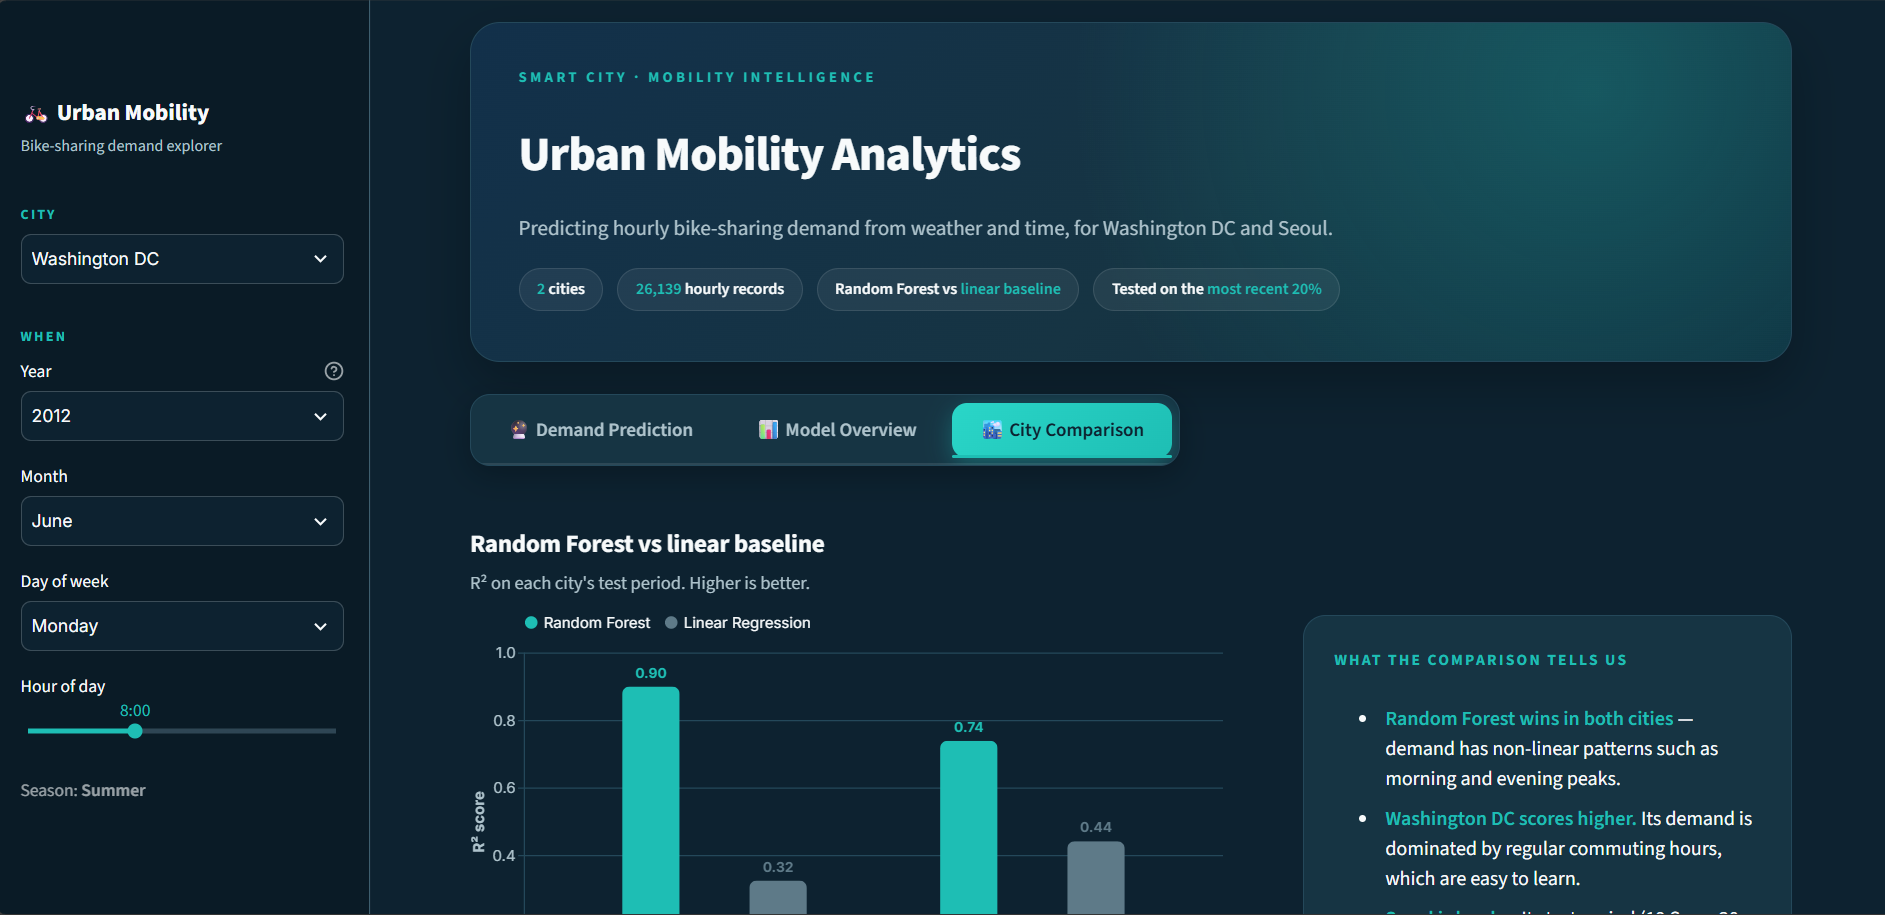 Urban Mobility
Bike-sharing demand explorer
CITY
Washington DC
WHEN
Year
2012
Month
June
Day of week
Monday
Hour of day
8:00
Season: Summer
SMART CITY · MOBILITY INTELLIGENCE
Urban Mobility Analytics
Predicting hourly bike-sharing demand from weather and time, for Washington DC and Seoul.
2 cities
26,139 hourly records
Random Forest vs linear baseline
Tested on the most recent 20%
Demand Prediction
Model Overview
City Comparison
Random Forest vs linear baseline
R² on each city's test period. Higher is better.
Random Forest
Linear Regression
R² score
1.0
0.8
0.6
0.4
0.90
0.32
0.74
0.44
WHAT THE COMPARISON TELLS US
Random Forest wins in both cities —
demand has non-linear patterns such as
morning and evening peaks.
Washington DC scores higher. Its demand is
dominated by regular commuting hours,
which are easy to learn.